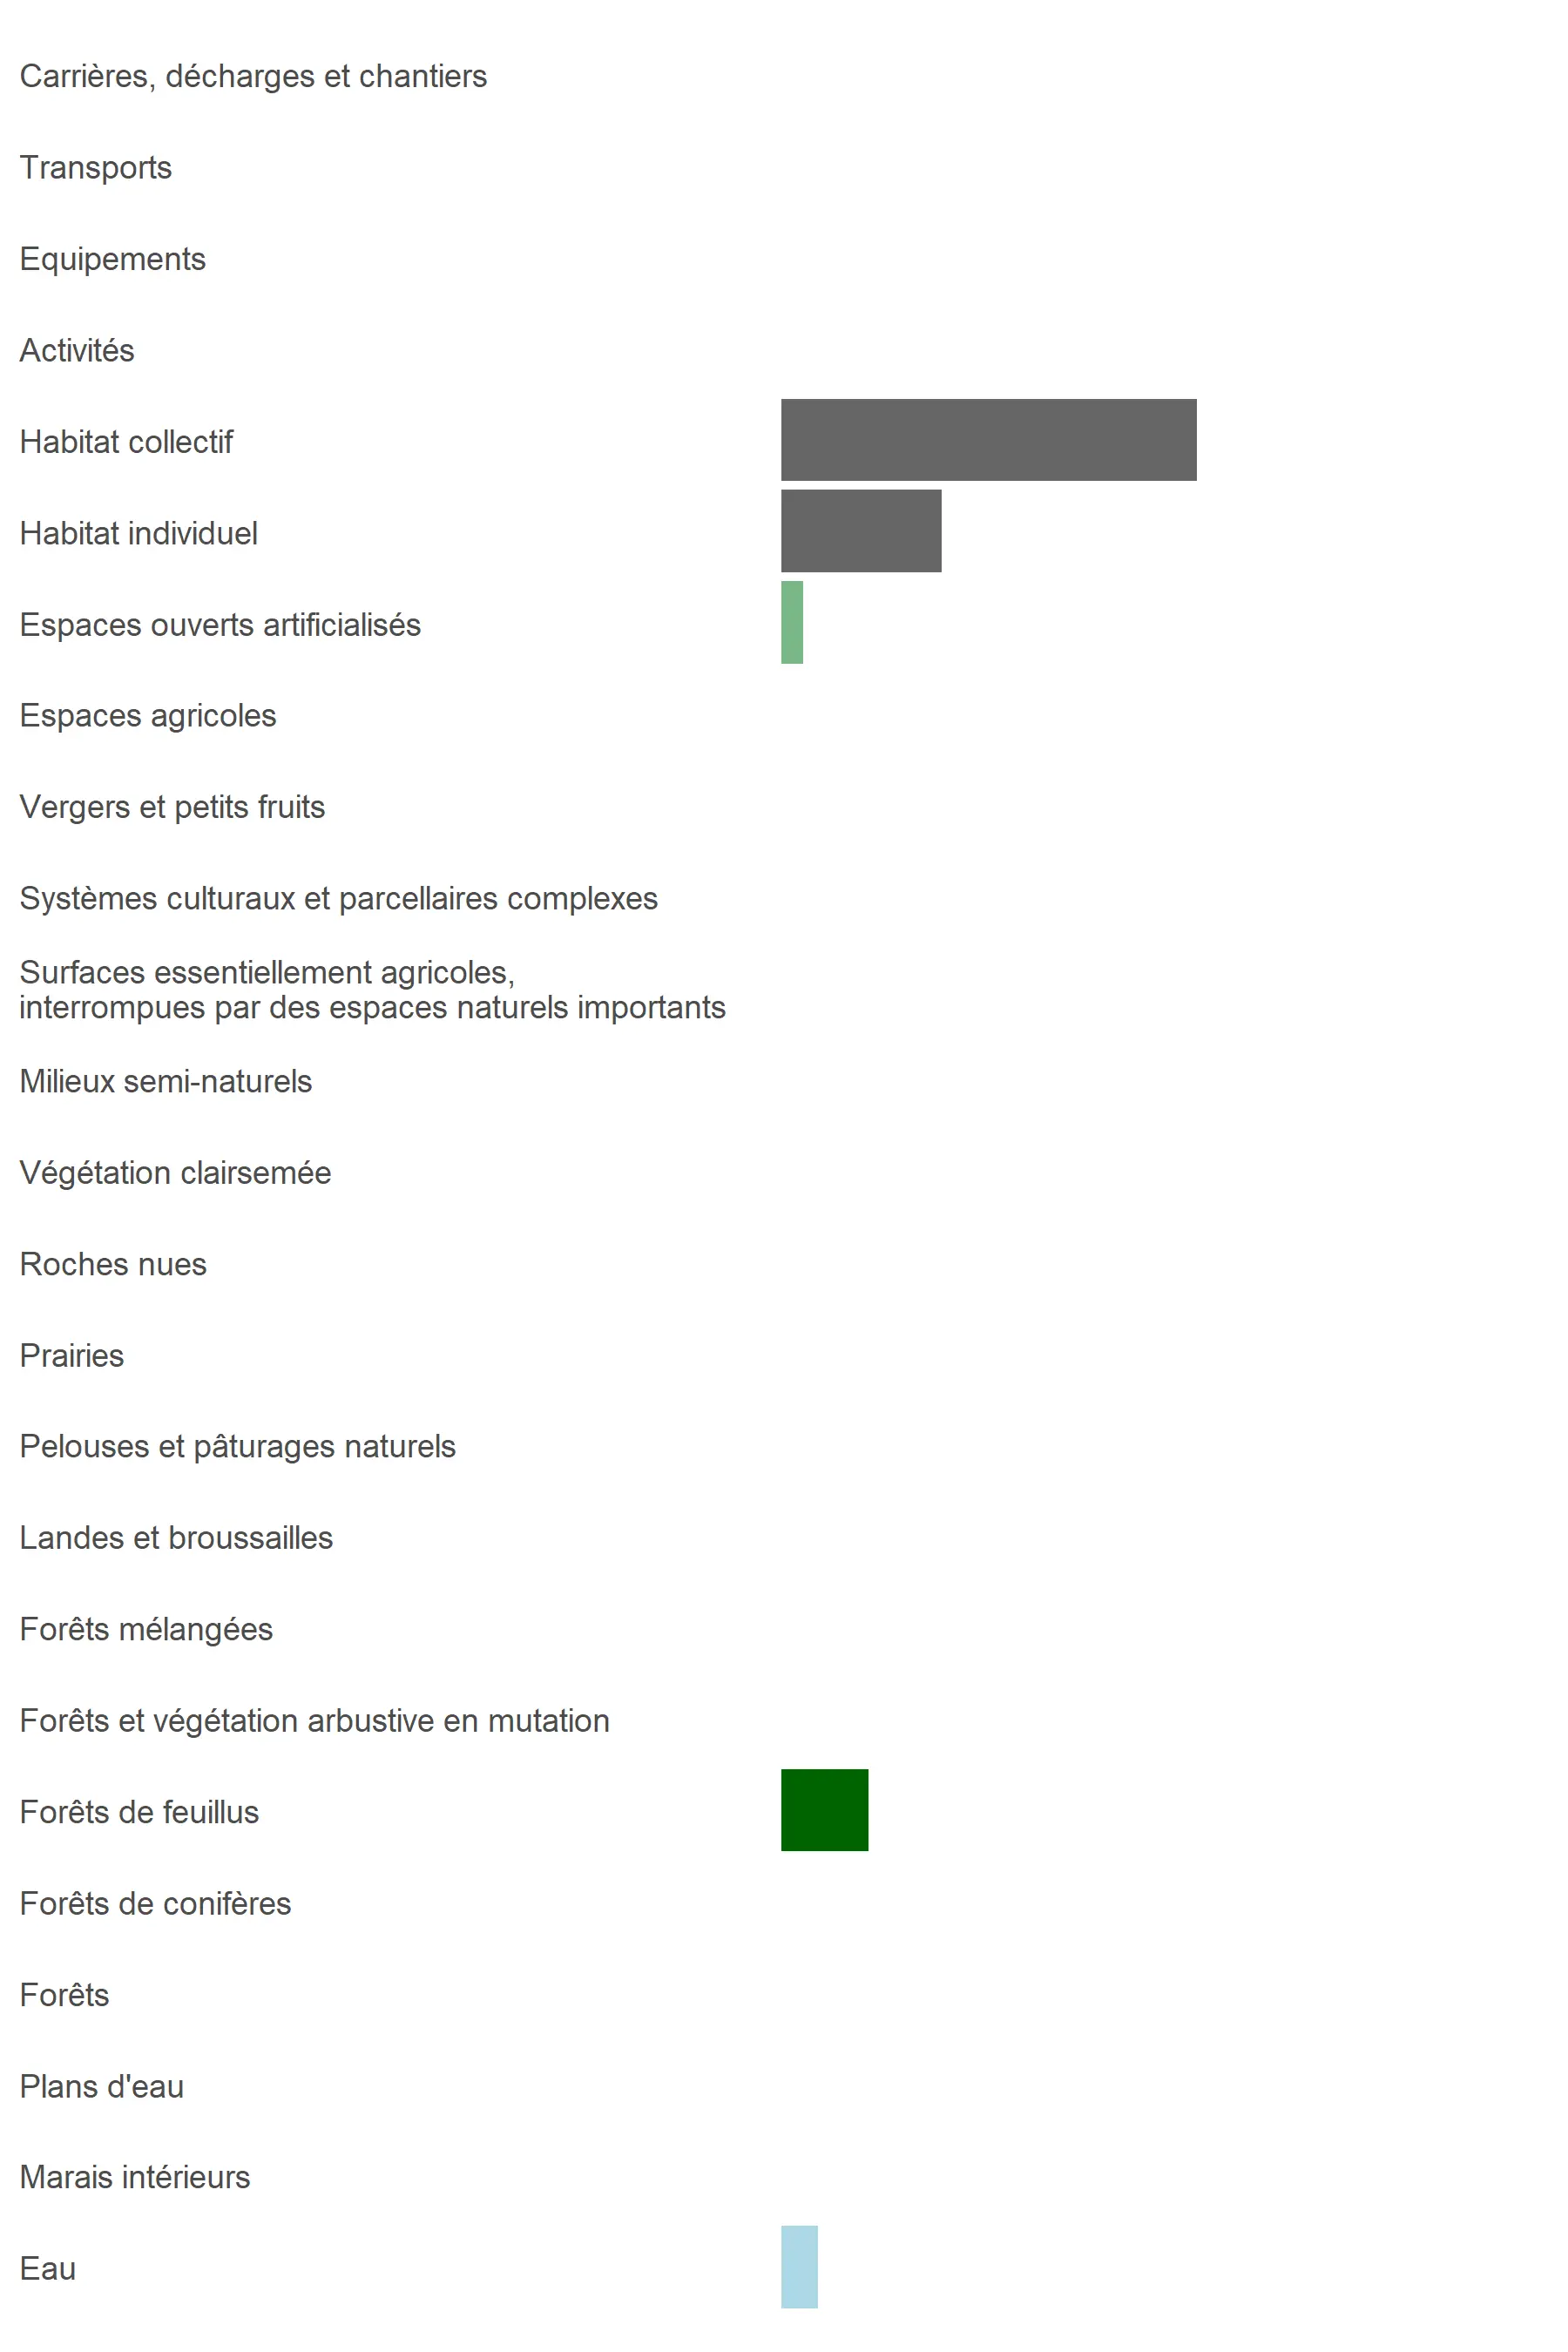 Carrières, décharges et chantiers
Transports
Equipements
Activités
Habitat collectif
Habitat individuel
Espaces ouverts artificialisés
Espaces agricoles
Vergers et petits fruits
Systèmes culturaux et parcellaires complexes
Surfaces essentiellement agricoles,
interrompues par des espaces naturels importants
Milieux semi-naturels
Végétation clairsemée
Roches nues
Prairies
Pelouses et pâturages naturels
Landes et broussailles
Forêts mélangées
Forêts et végétation arbustive en mutation
Forêts de feuillus
Forêts de conifères
Forêts
Plans d'eau
Marais intérieurs
Eau